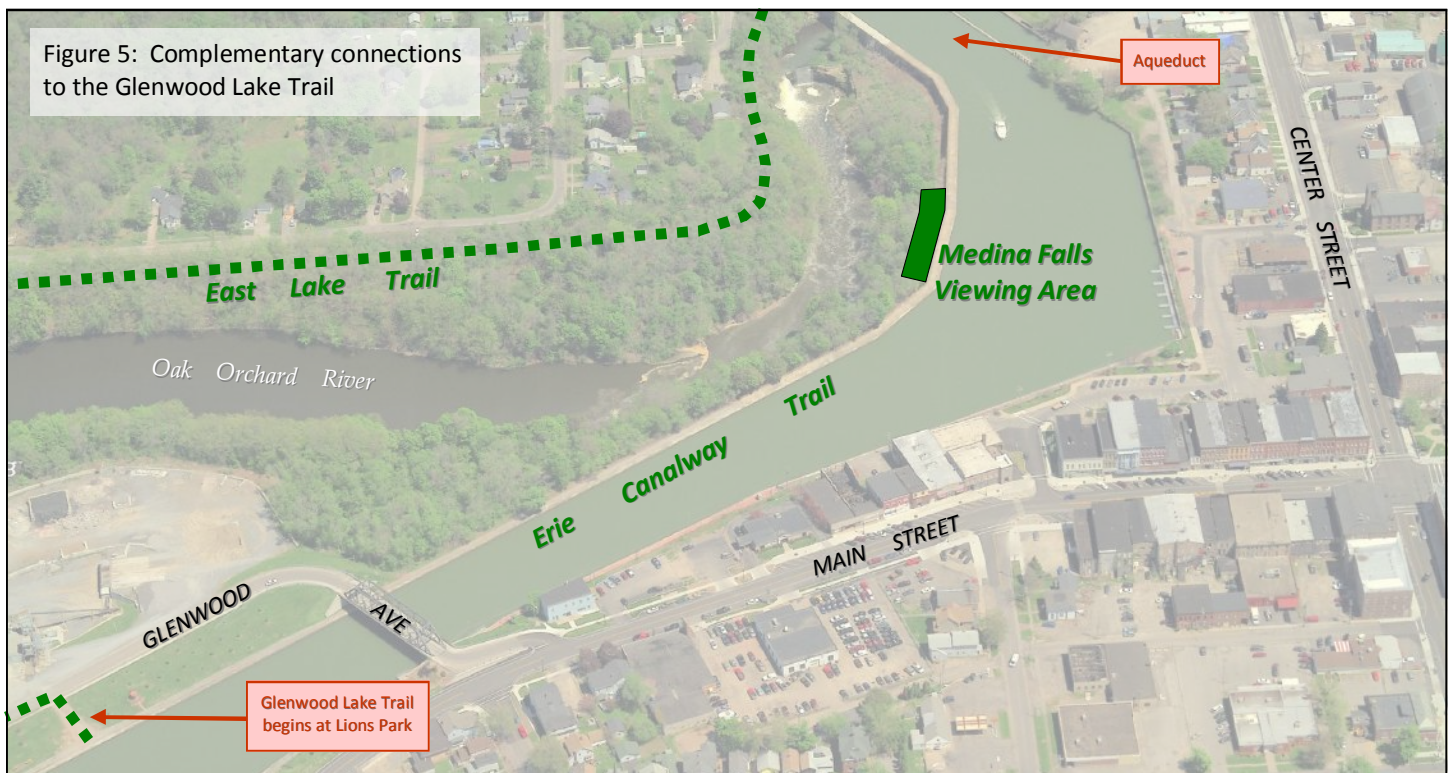 Figure 5: Complementary connections
to the Glenwood Lake Trail
Aqueduct
CENTER STREET
Medina Falls
Viewing Area
East Lake Trail
Oak Orchard River
Erie Canalway Trail
MAIN STREET
GLENWOOD AVE
Glenwood Lake Trail
begins at Lions Park